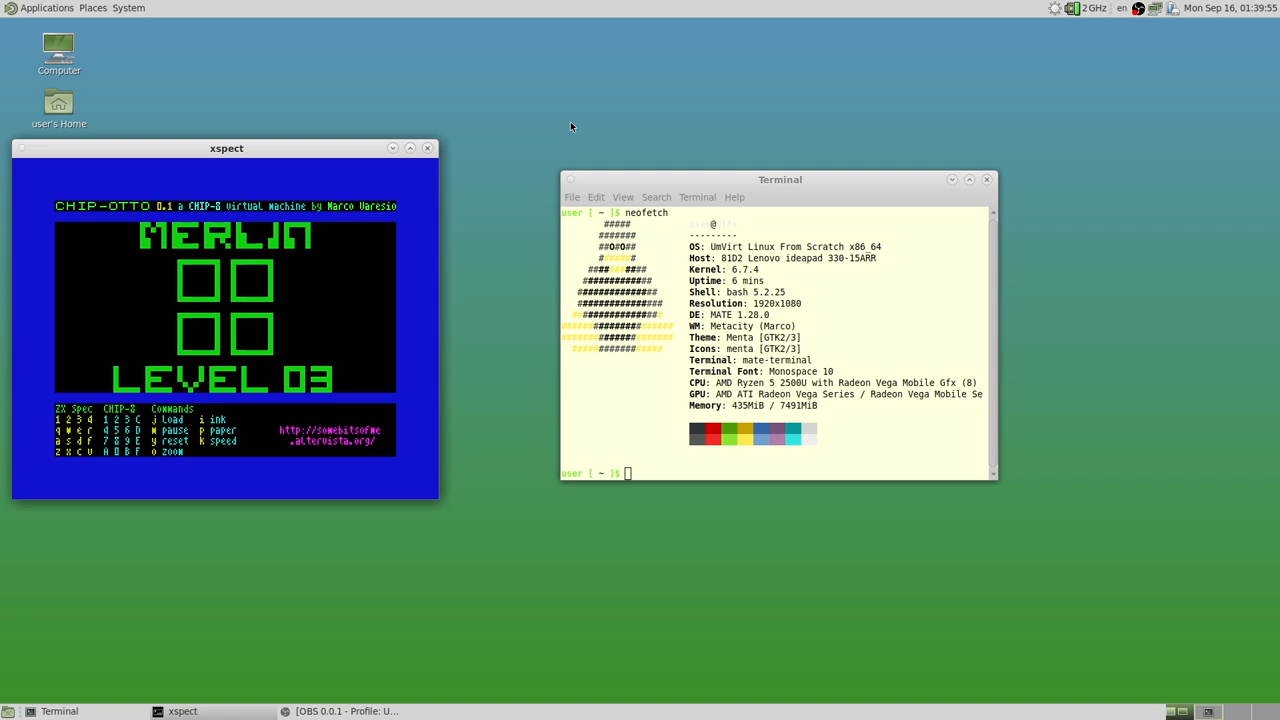 Applications Places System
2 GHz en Mon Sep 16, 01:39:55
Computer
user's Home
xspect
CHIP-OTTO 0.1 a CHIP-8 virtual machine by Marco Varesio
MERLIN
LEVEL 03
ZX Spec CHIP-8 Commands
1 2 3 4 1 2 3 C j load i ink
q w e r 4 5 6 D m pause p paper http://somebitsofme
a s d f 7 8 9 E y reset k speed .altervista.org/
z x c v A 0 B F o zoom
Terminal
File Edit View Search Terminal Help
user [ ~ ]$ neofetch
#####
####### ---------
##O#O## OS: UmVirt Linux From Scratch x86_64
####### Host: 81D2 Lenovo ideapad 330-15ARR
########### Kernel: 6.7.4
############# Uptime: 6 mins
############### Shell: bash 5.2.25
################ Resolution: 1920x1080
################# DE: MATE 1.28.0
##################### WM: Metacity (Marco)
##################### Theme: Menta [GTK2/3]
################# Icons: menta [GTK2/3]
Terminal: mate-terminal
Terminal Font: Monospace 10
CPU: AMD Ryzen 5 2500U with Radeon Vega Mobile Gfx (8)
GPU: AMD ATI Radeon Vega Series / Radeon Vega Mobile Se
Memory: 435MiB / 7491MiB
user [ ~ ]$
Terminal xspect [OBS 0.0.1 - Profile: U...